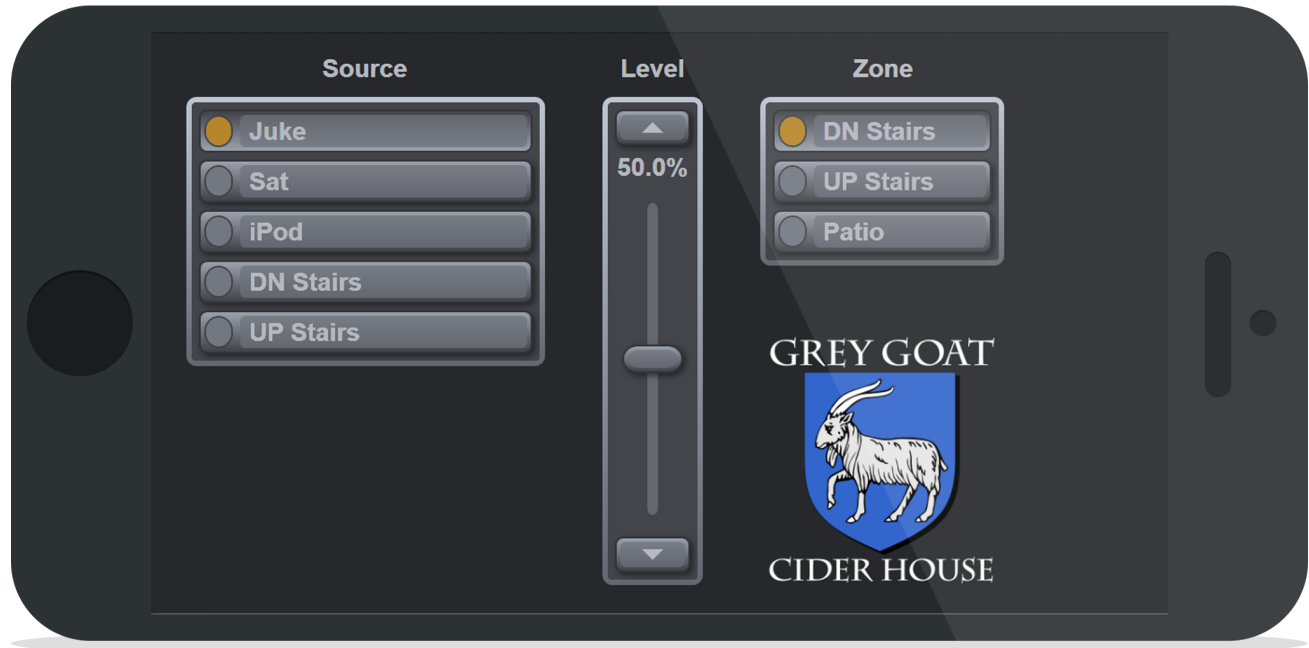 Source
Juke
Sat
iPod
DN Stairs
UP Stairs
Level
50.0%
Zone
DN Stairs
UP Stairs
Patio
GREY GOAT
CIDER HOUSE